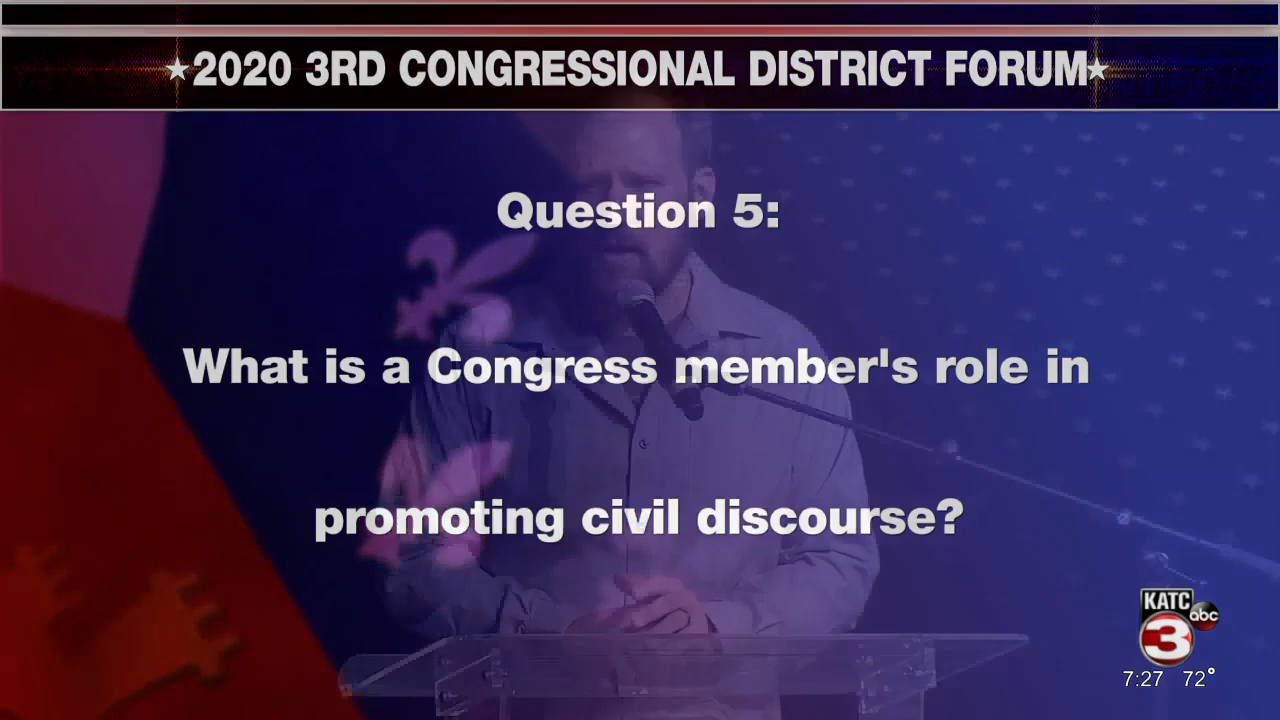 ★2020 3RD CONGRESSIONAL DISTRICT FORUM★
Question 5:
What is a Congress member's role in
promoting civil discourse?
KATC
abc
3
7:27 72°